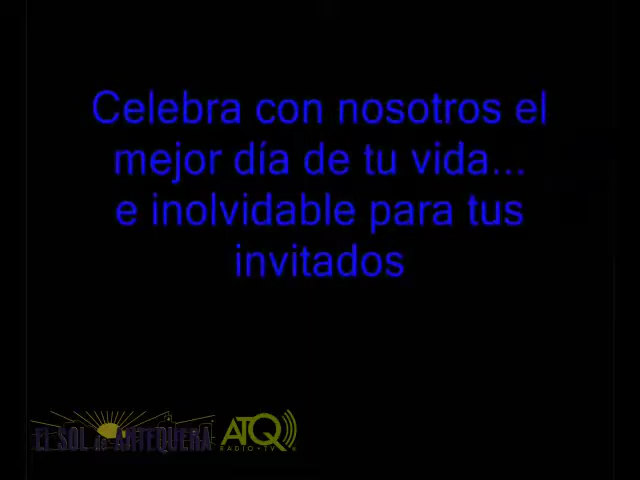 Celebra con nosotros el
mejor día de tu vida...
e inolvidable para tus
invitados
EL SOL de ANTEQUERA
ATQ
RADIO•TV